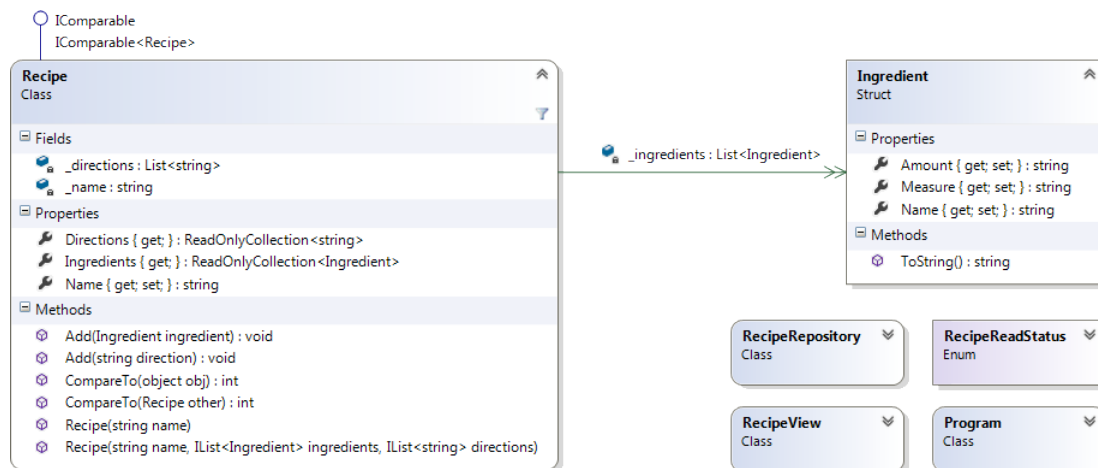 IComparable
IComparable<Recipe>
Recipe
Class
Fields
_directions : List<string>
_name : string
Properties
Directions { get; } : ReadOnlyCollection<string>
Ingredients { get; } : ReadOnlyCollection<Ingredient>
Name { get; set; } : string
Methods
Add(Ingredient ingredient) : void
Add(string direction) : void
CompareTo(object obj) : int
CompareTo(Recipe other) : int
Recipe(string name)
Recipe(string name, IList<Ingredient> ingredients, IList<string> directions)
_ingredients : List<Ingredient>
Ingredient
Struct
Properties
Amount { get; set; } : string
Measure { get; set; } : string
Name { get; set; } : string
Methods
ToString() : string
RecipeRepository
Class
RecipeReadStatus
Enum
RecipeView
Class
Program
Class